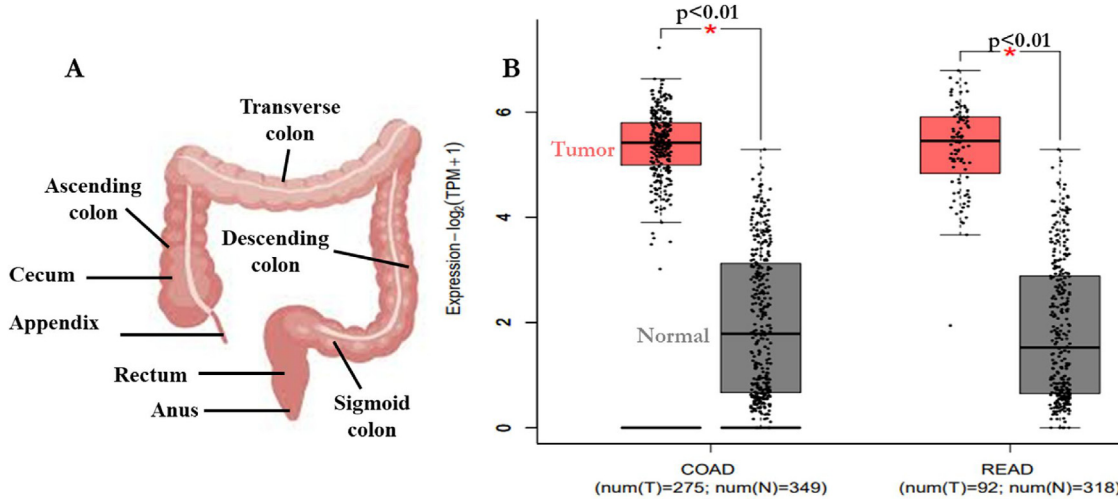 A
Transverse
colon
Ascending
colon
Descending
colon
Cecum
Appendix
Rectum
Anus
Sigmoid
colon
B
p<0.01
*
p<0.01
*
Expression – log2(TPM + 1)
6
4
2
0
Tumor
Normal
COAD
(num(T)=275; num(N)=349)
READ
(num(T)=92; num(N)=318)